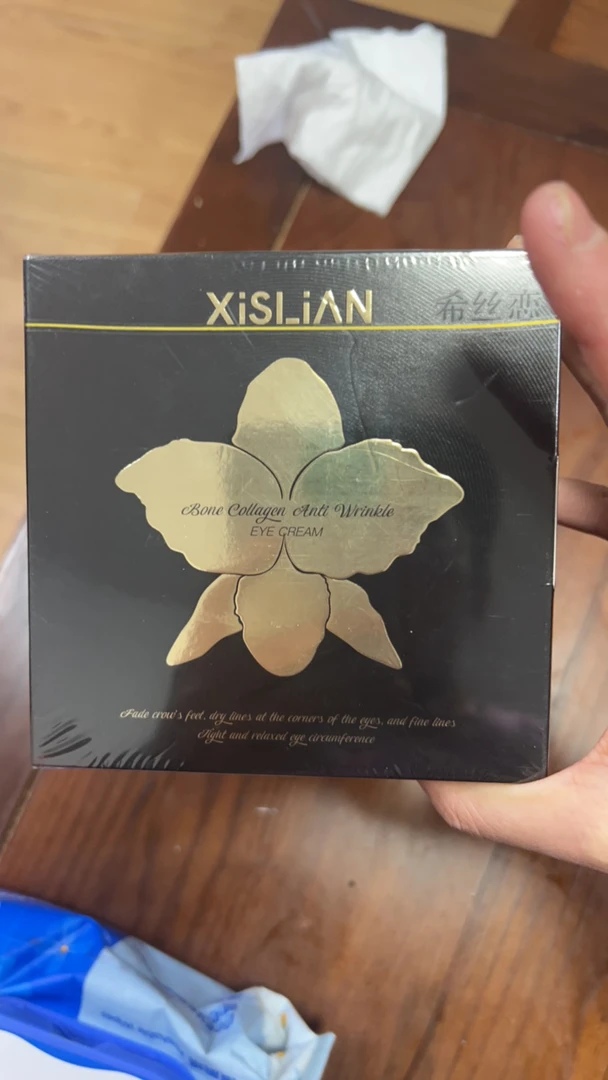 XiSLiAN 希丝恋
Bone Collagen Anti Wrinkle
EYE CREAM
Fade crow's feet, dry lines at the corners of the eyes, and fine lines
Tight and relaxed eye circumference